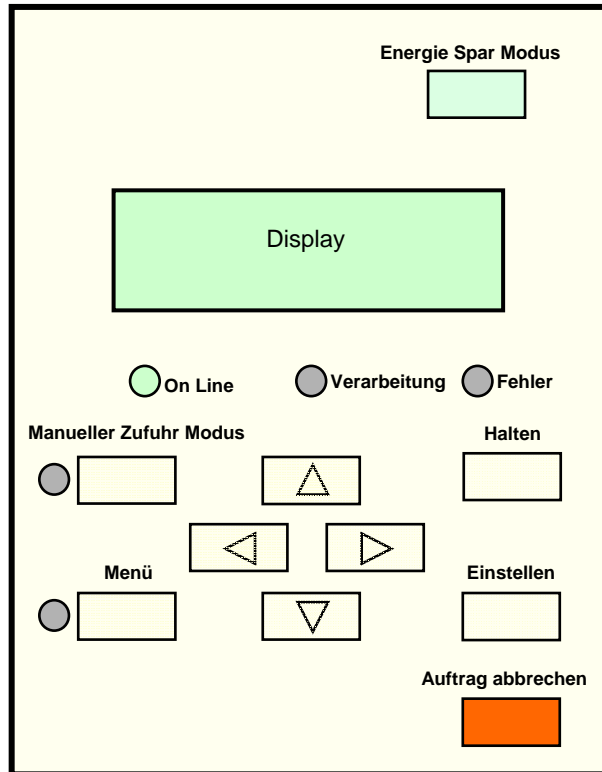 Energie Spar Modus
Display
On Line
Verarbeitung
Fehler
Manueller Zufuhr Modus
Halten
Menü
Einstellen
Auftrag abbrechen